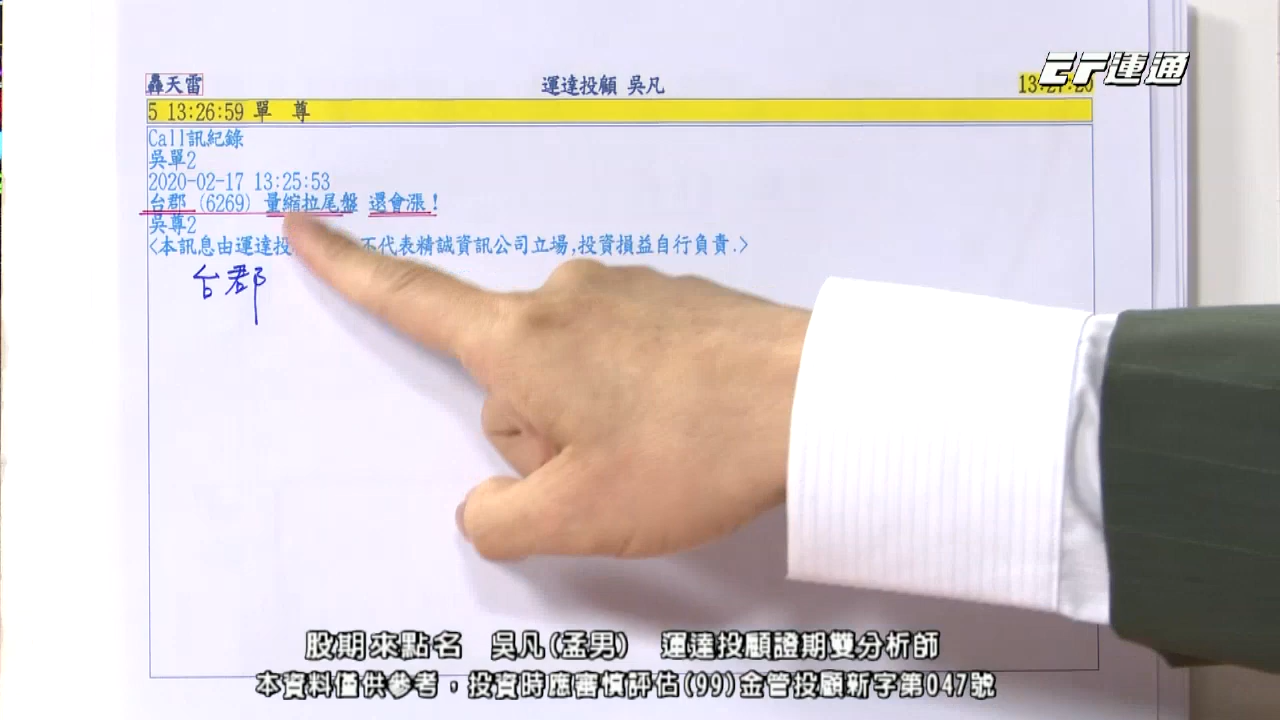 轟天雷 運達投顧 吳凡
EF運通
5 13:26:59 單 尊
Call訊紀錄
吳單2
2020-02-17 13:25:53
台郡 (6269) 量縮拉尾盤 還會漲!
吳尊2
<本訊息由運達投 不代表精誠資訊公司立場,投資損益自行負責.>
台郡
股期來點名 吳凡(孟男) 運達投顧證期雙分析師
本資料僅供參考,投資時應審慎評估(99)金管投顧新字第047號